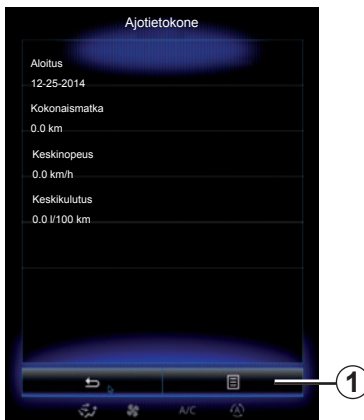 Ajotietokone
Aloitus
12-25-2014
Kokonaismatka
0.0 km
Keskinopeus
0.0 km/h
Keskikulutus
0.0 l/100 km
1
A/C
A